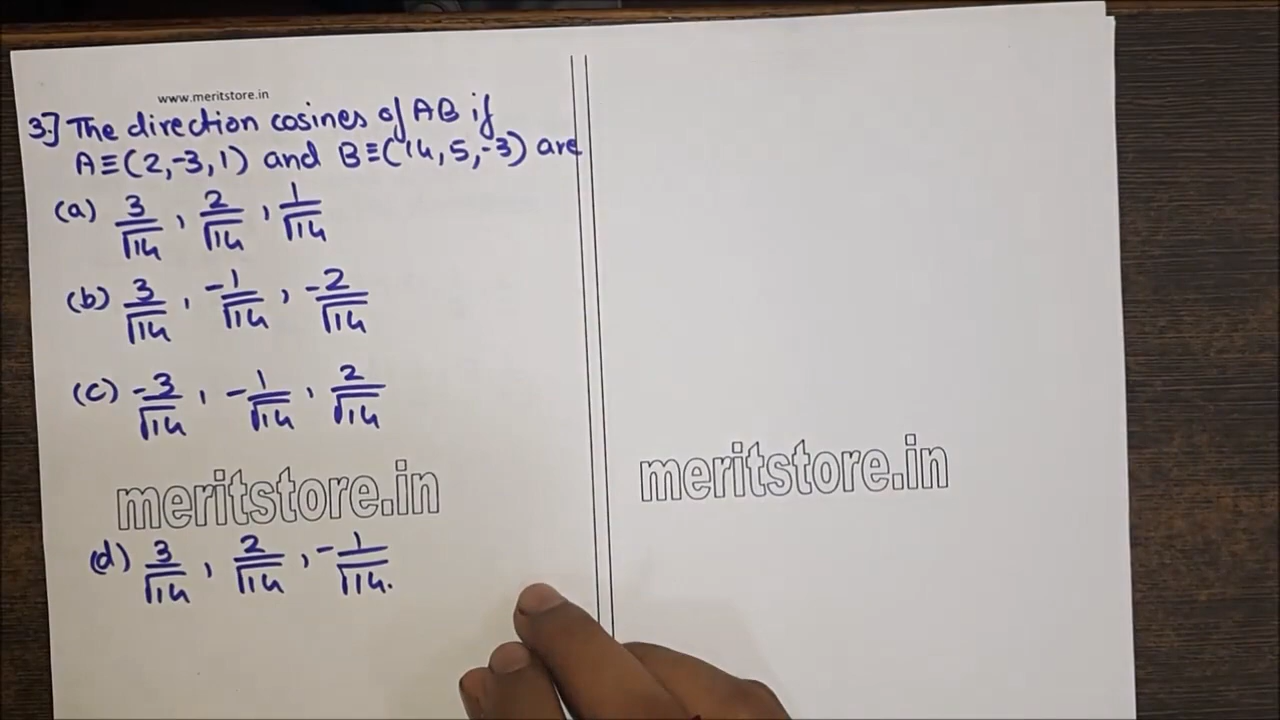 www.meritstore.in
3.] The direction cosines of AB if
A≡(2,-3,1) and B≡(14,5,-3) are
(a) 3/√14 , 2/√14 , 1/√14
(b) 3/√14 , -1/√14 , -2/√14
(c) -3/√14 , -1/√14 , 2/√14
meritstore.in
meritstore.in
(d) 3/√14 , 2/√14 , -1/√14.